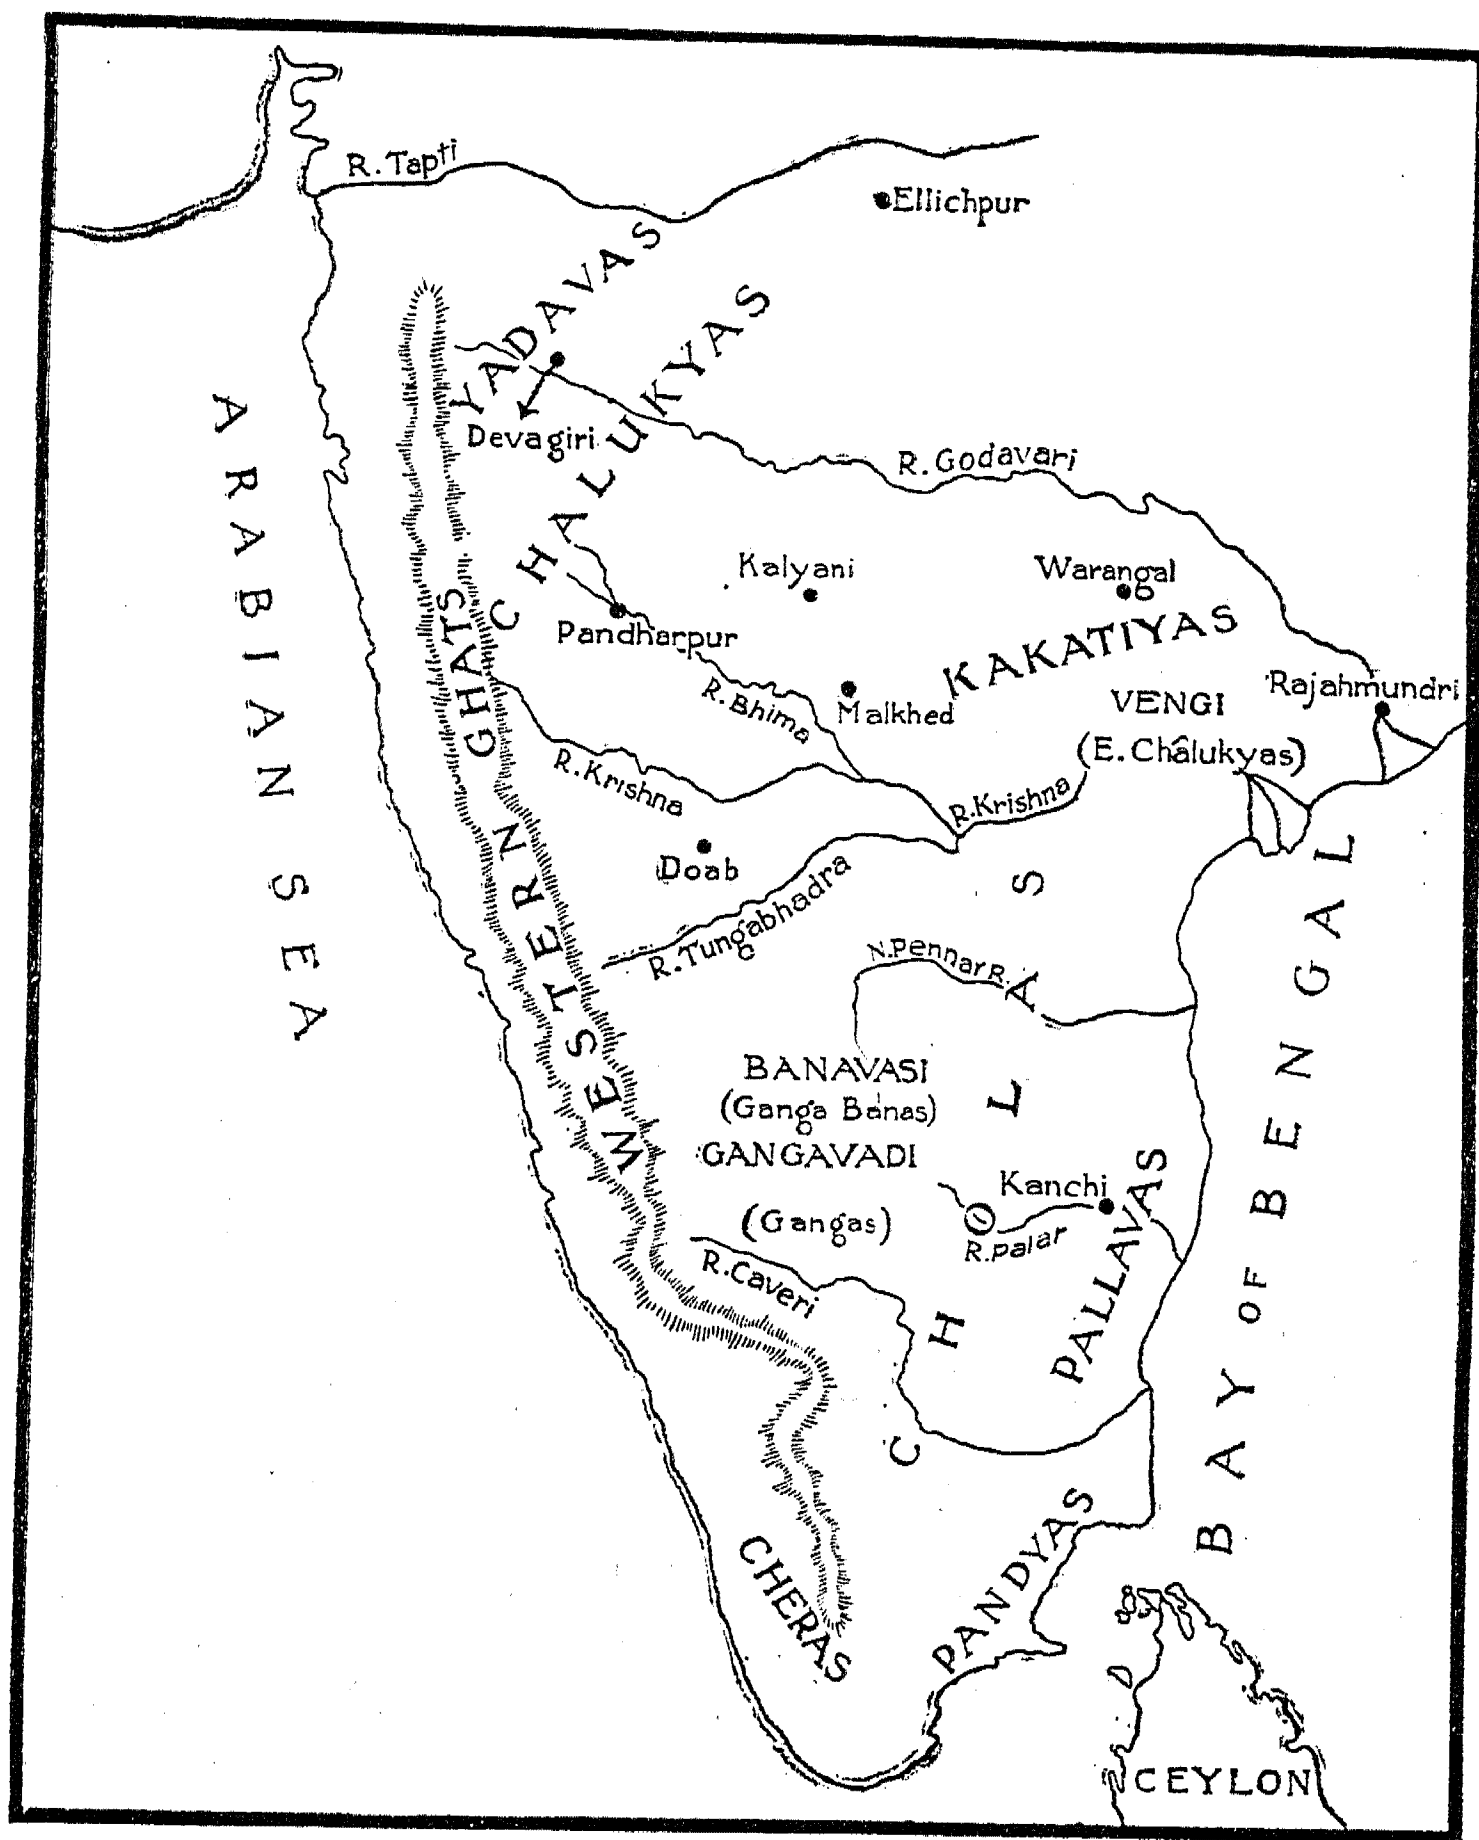 R. Tapti
Ellichpur
YADAVAS
CHALUKYAS
Devagiri
R. Godavari
ARABIAN SEA
Kalyani
Warangal
Pandharpur
KAKATIYAS
R. Bhima
Malkhed
VENGI
Rajahmundri
(E. Châlukyas)
WESTERN GHATS
R. Krishna
R. Krishna
Doab
R. Tungabhadra
N. Pennar R.
CHALAS
BANAVASI
(Ganga Banas)
GANGAVADI
(Gangas)
Kanchi
R. Palar
PALLAVAS
R. Caveri
BAY OF BENGAL
CHERAS
PANDYAS
CEYLON